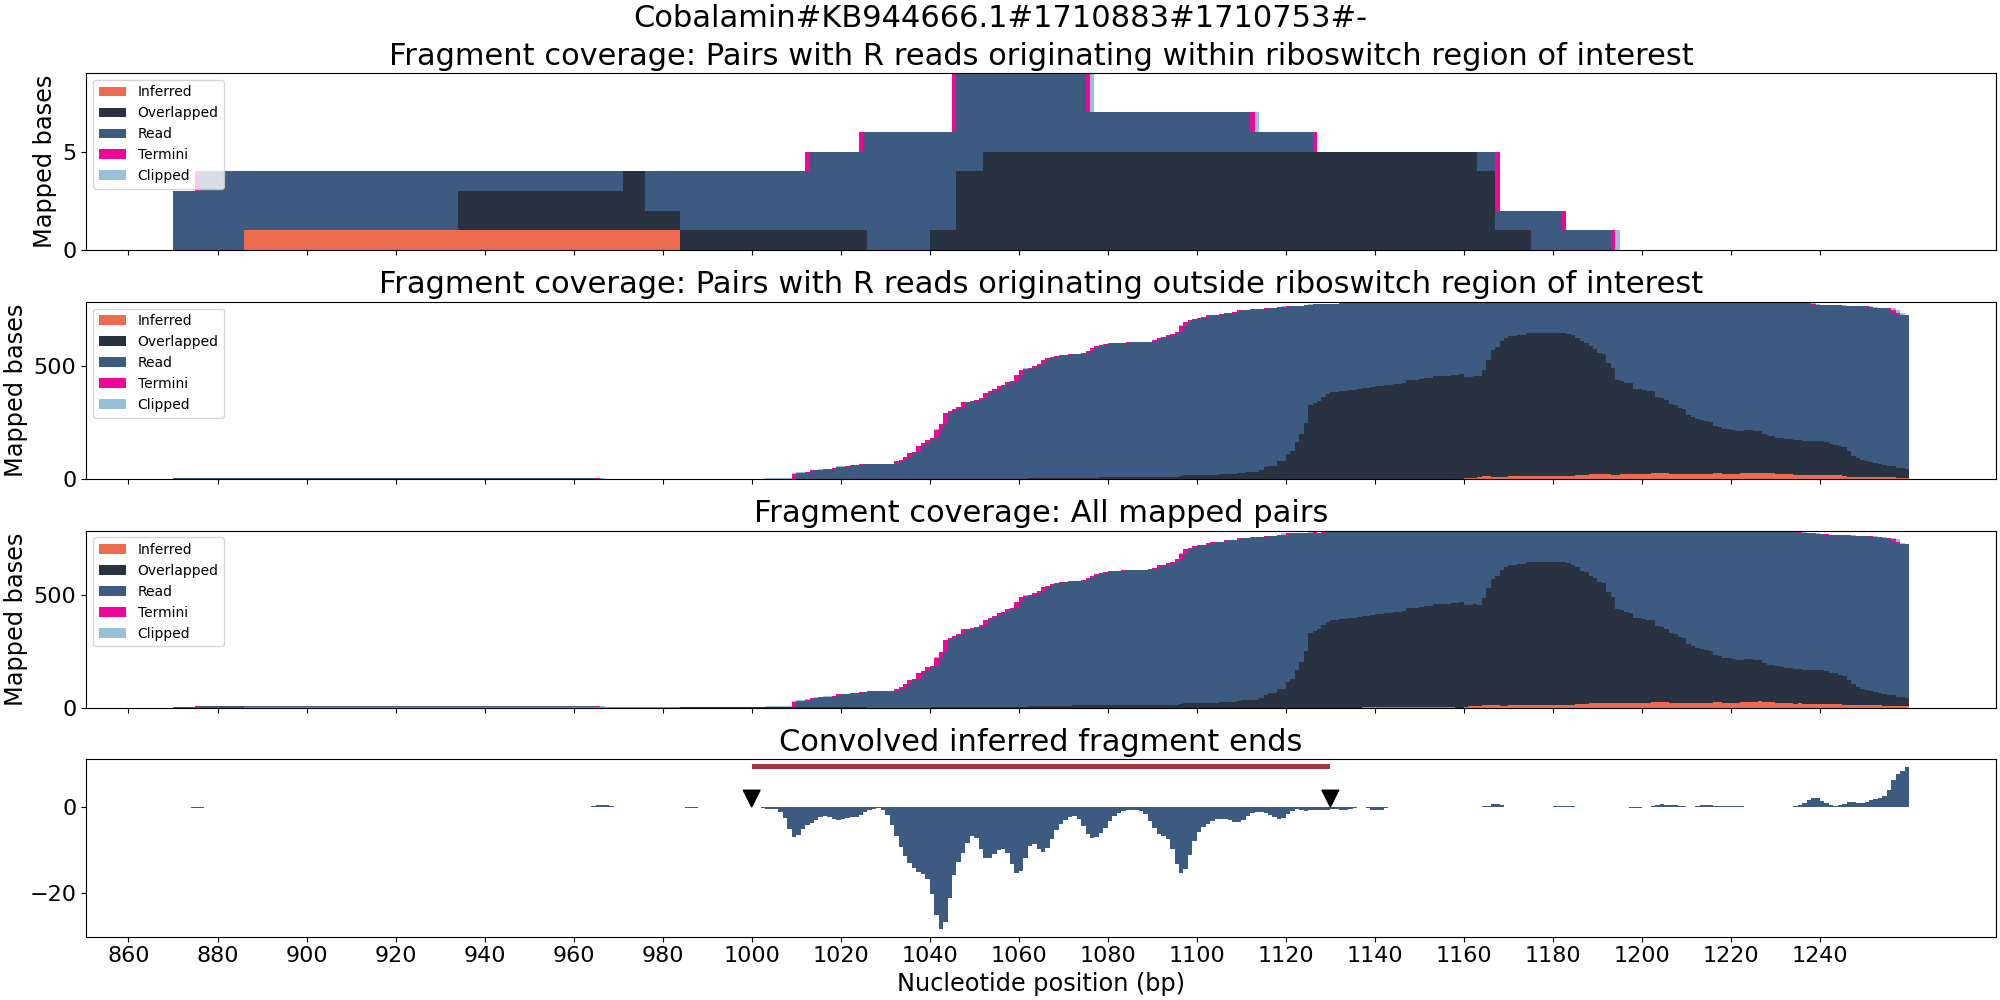 Cobalamin#KB944666.1#1710883#1710753#-
Fragment coverage: Pairs with R reads originating within riboswitch region of interest
Mapped bases
5
0
Inferred
Overlapped
Read
Termini
Clipped
Fragment coverage: Pairs with R reads originating outside riboswitch region of interest
Mapped bases
500
0
Inferred
Overlapped
Read
Termini
Clipped
Fragment coverage: All mapped pairs
Mapped bases
500
0
Inferred
Overlapped
Read
Termini
Clipped
Convolved inferred fragment ends
0
−20
860 880 900 920 940 960 980 1000 1020 1040 1060 1080 1100 1120 1140 1160 1180 1200 1220 1240
Nucleotide position (bp)